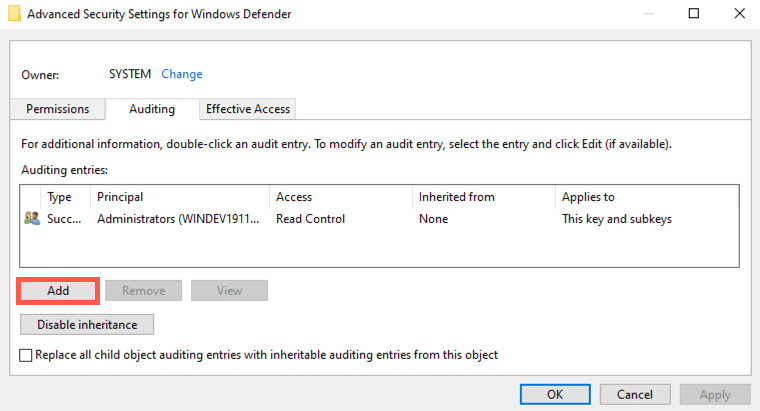 Advanced Security Settings for Windows Defender
Owner: SYSTEM Change
Permissions Auditing Effective Access
For additional information, double-click an audit entry. To modify an audit entry, select the entry and click Edit (if available).
Auditing entries:
Type Principal Access Inherited from Applies to
Succ... Administrators (WINDEV1911... Read Control None This key and subkeys
Add Remove View
Disable inheritance
Replace all child object auditing entries with inheritable auditing entries from this object
OK Cancel Apply